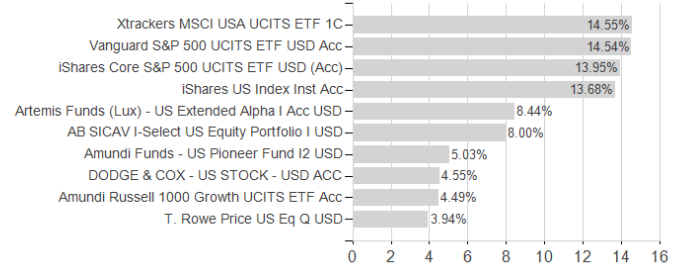 Xtrackers MSCI USA UCITS ETF 1C 14.55%
Vanguard S&P 500 UCITS ETF USD Acc 14.54%
iShares Core S&P 500 UCITS ETF USD (Acc) 13.95%
iShares US Index Inst Acc 13.68%
Artemis Funds (Lux) - US Extended Alpha I Acc USD 8.44%
AB SICAV I-Select US Equity Portfolio I USD 8.00%
Amundi Funds - US Pioneer Fund I2 USD 5.03%
DODGE & COX - US STOCK - USD ACC 4.55%
Amundi Russell 1000 Growth UCITS ETF Acc 4.49%
T. Rowe Price US Eq Q USD 3.94%
0 2 4 6 8 10 12 14 16